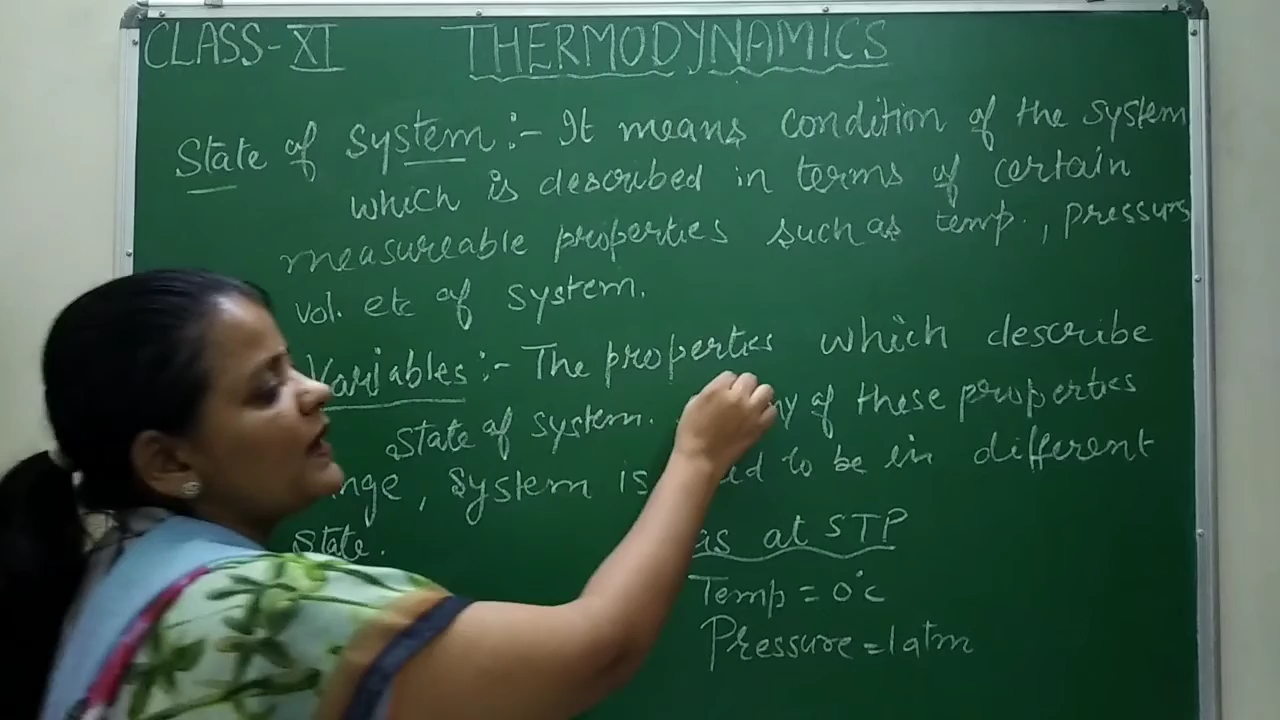 CLASS-XI THERMODYNAMICS
State of system :- It means condition of the system
which is described in terms of certain
measureable properties such as temp., pressure
vol. etc of system.
Variables :- The properties which describe
state of system. of these properties
, System is to be in different
state.
at STP
Temp = 0°c
Pressure = 1atm